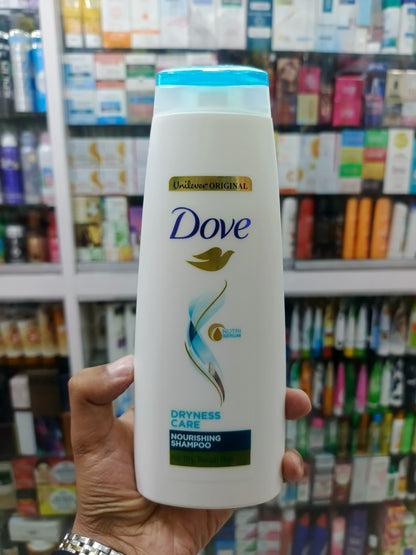 Unilever ORIGINAL
Dove
NUTRI
SERUM
DRYNESS
CARE
NOURISHING
SHAMPOO